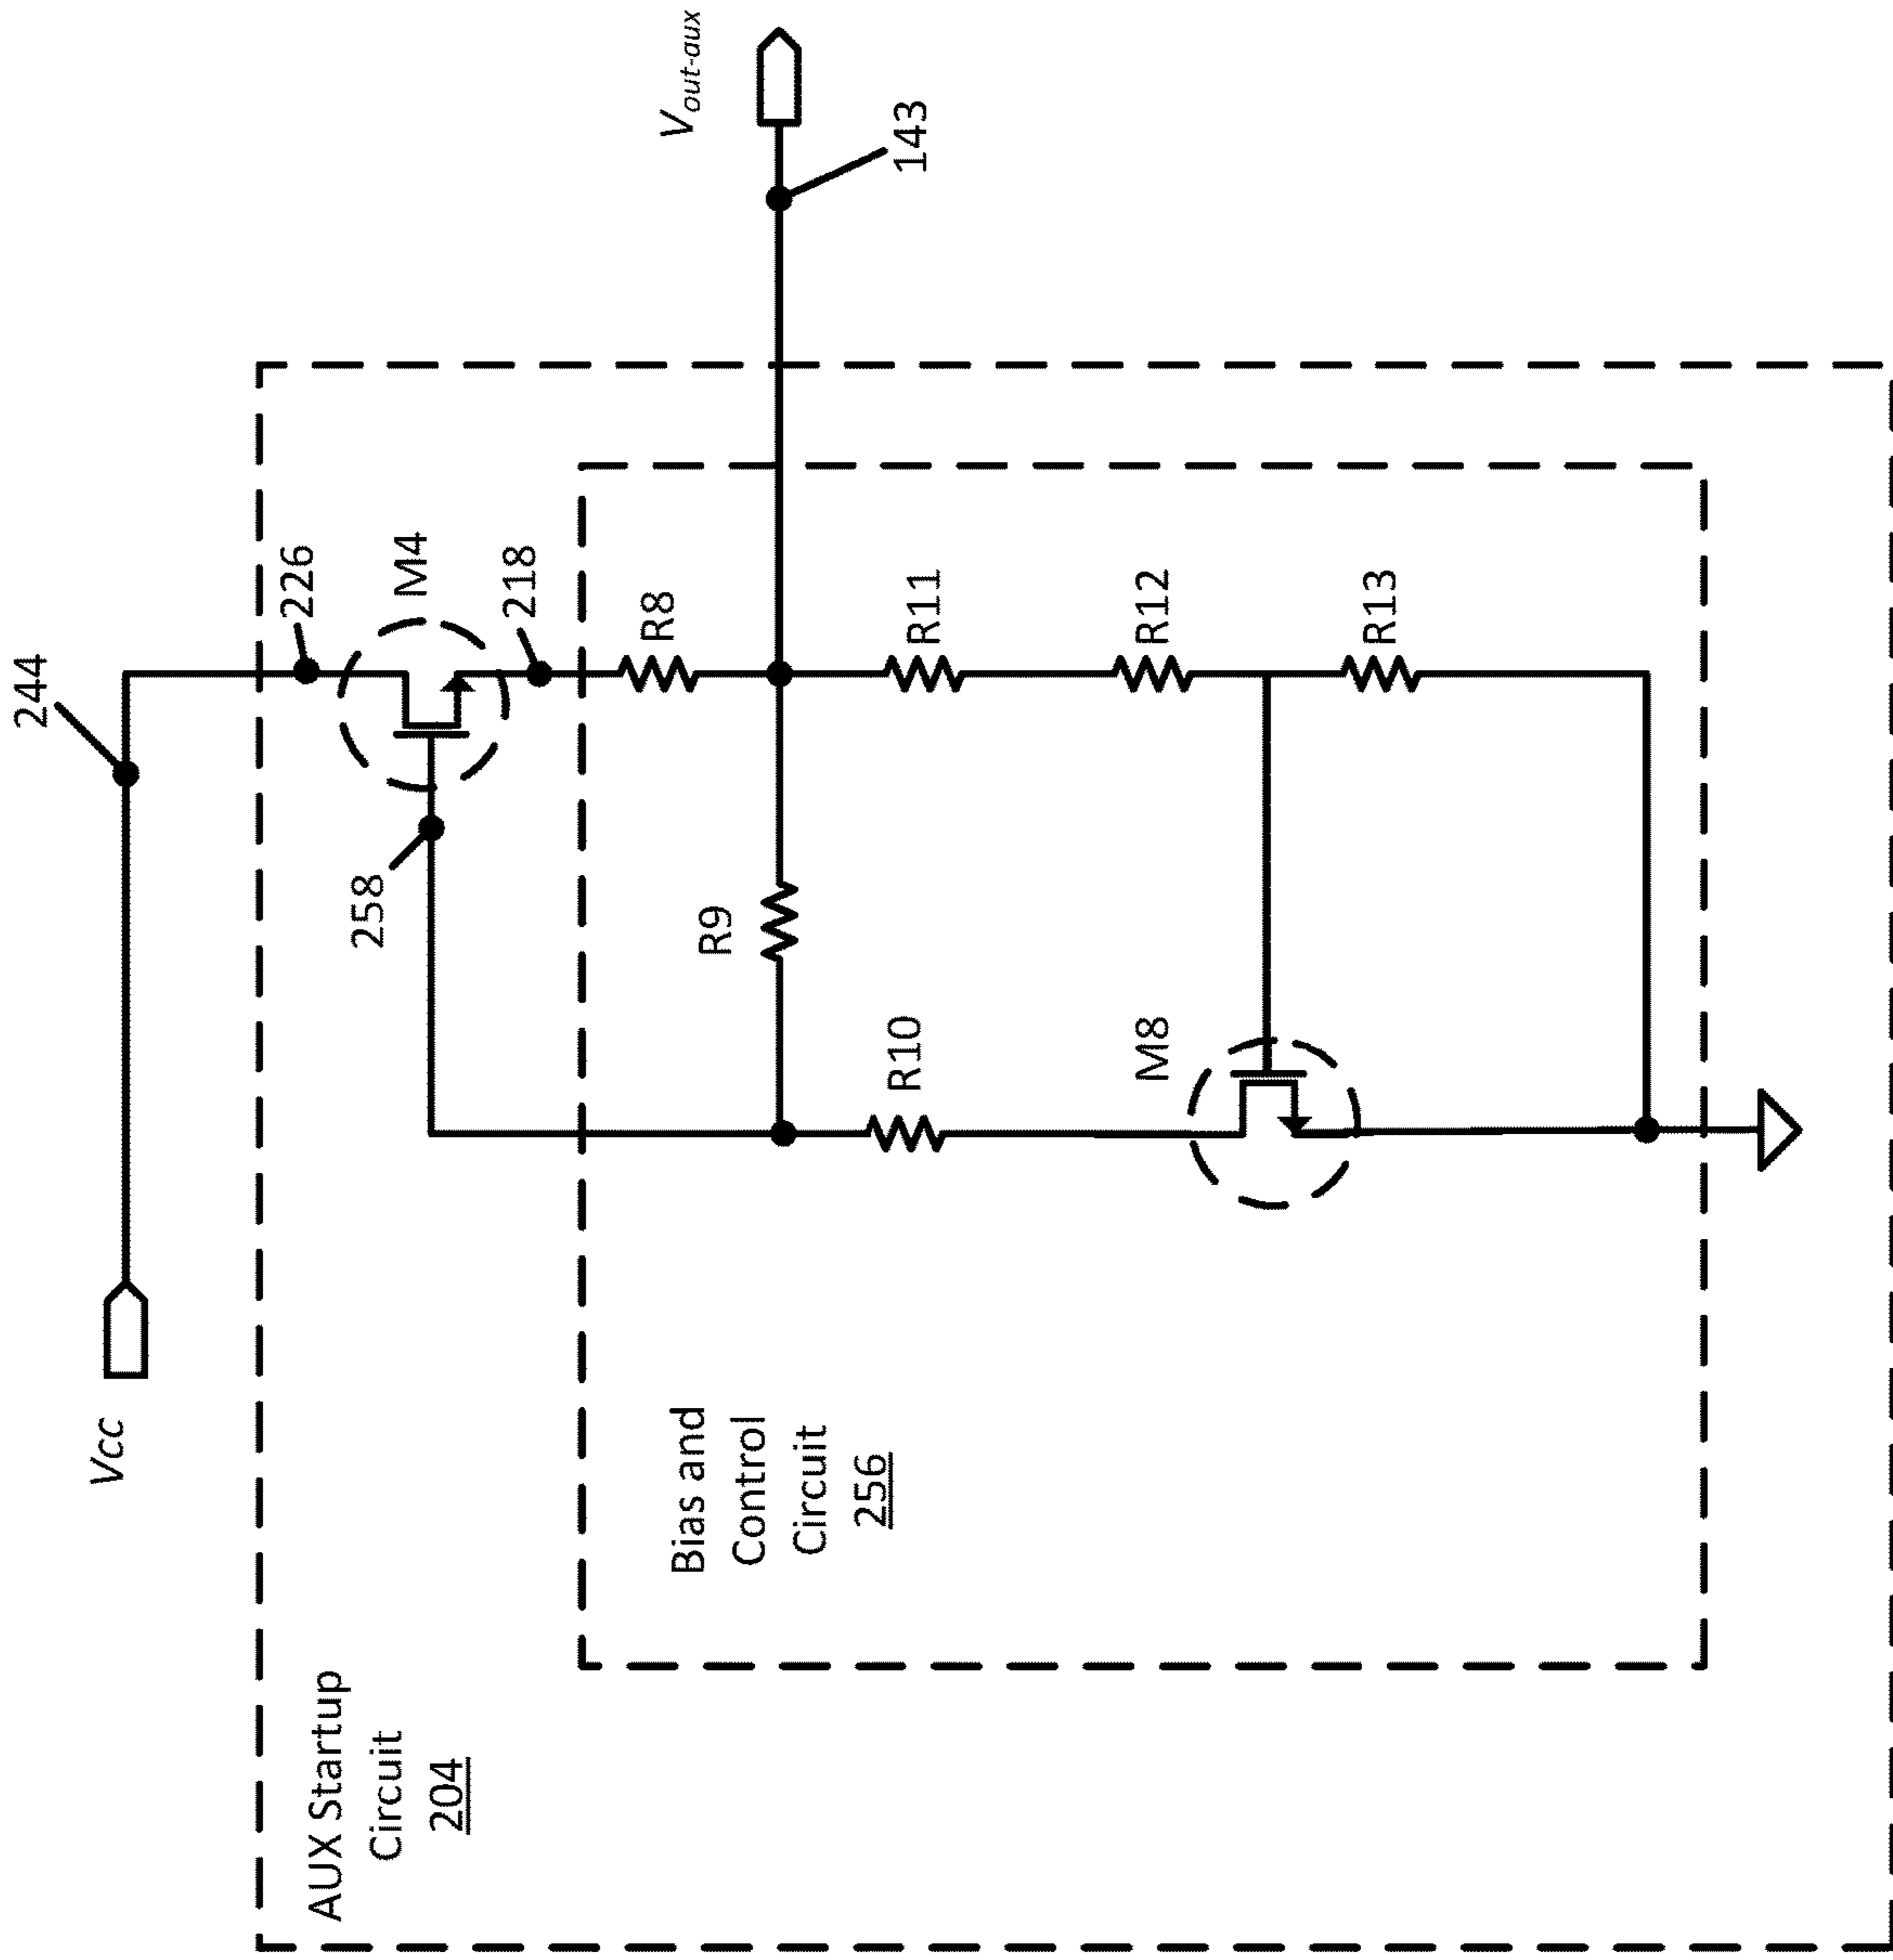 AUX Startup
Circuit
204
Vcc
244
226
M4
258
218
Bias and
Control
Circuit
256
R8
R9
V_out-aux
143
R10
R11
M8
R12
R13